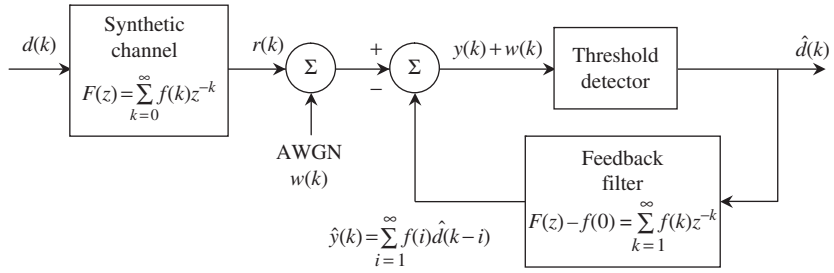 d(k)
Synthetic
channel
F(z)=∑_{k=0}^{∞} f(k)z^{-k}
r(k)
Σ
AWGN
w(k)
+
−
Σ
y(k)+w(k)
Threshold
detector
d̂(k)
Feedback
filter
F(z)−f(0)=∑_{k=1}^{∞} f(k)z^{-k}
ŷ(k)=∑_{i=1}^{∞} f(i)d̂(k−i)